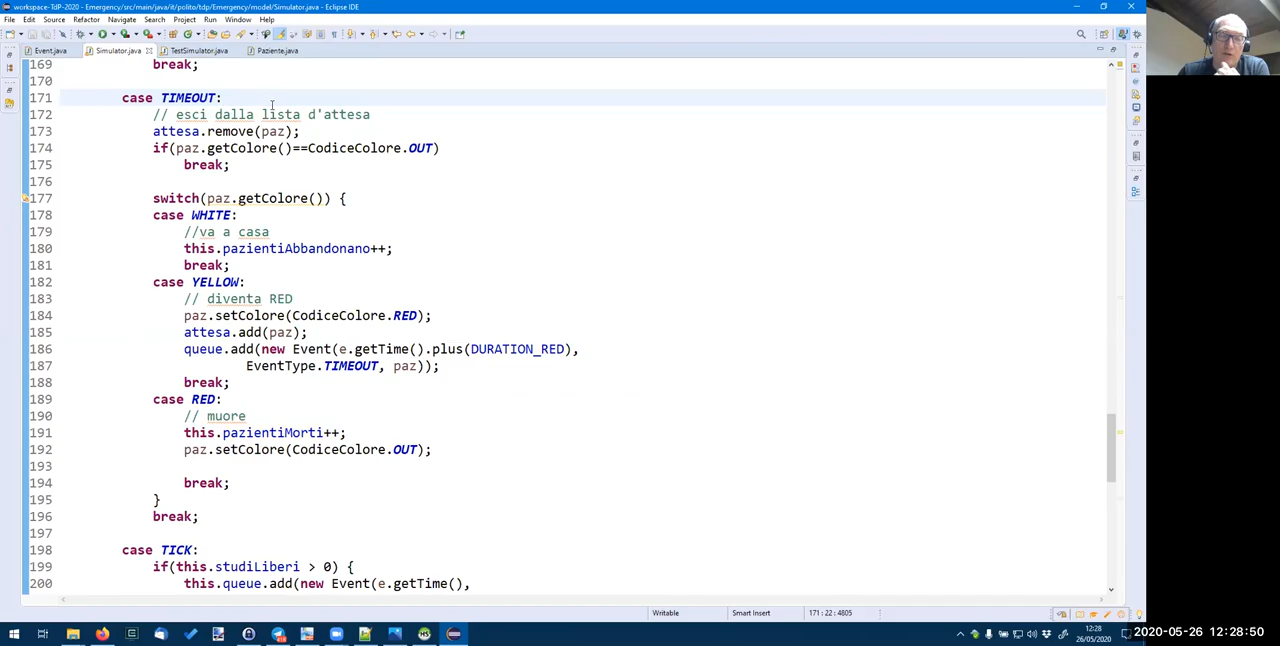 workspace-TdP-2020 - Emergency/src/main/java/it/polito/tdp/Emergency/model/Simulator.java - Eclipse IDE
File Edit Source Refactor Navigate Search Project Run Window Help
Event.java Simulator.java TestSimulator.java Paziente.java
169 break;
170
171 case TIMEOUT:
172 // esci dalla lista d'attesa
173 attesa.remove(paz);
174 if(paz.getColore()==CodiceColore.OUT)
175 break;
176
177 switch(paz.getColore()) {
178 case WHITE:
179 //va a casa
180 this.pazientiAbbandonano++;
181 break;
182 case YELLOW:
183 // diventa RED
184 paz.setColore(CodiceColore.RED);
185 attesa.add(paz);
186 queue.add(new Event(e.getTime().plus(DURATION_RED),
187 EventType.TIMEOUT, paz));
188 break;
189 case RED:
190 // muore
191 this.pazientiMorti++;
192 paz.setColore(CodiceColore.OUT);
193
194 break;
195 }
196 break;
197
198 case TICK:
199 if(this.studiLiberi > 0) {
200 this.queue.add(new Event(e.getTime(),
Writable Smart Insert 171 : 22 : 4805
12:28
26/05/2020
2020-05-26 12:28:50